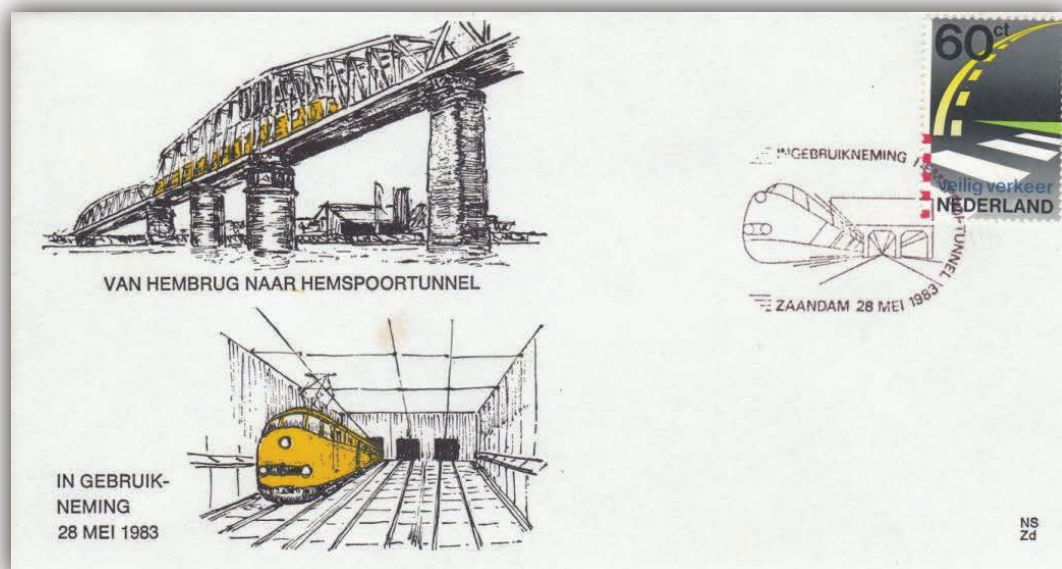 60ct
veilig verkeer
NEDERLAND
INGEBRUIKNEMING
TUNNEL
ZAANDAM 28 MEI 1983
VAN HEMBRUG NAAR HEMSPOORTUNNEL
IN GEBRUIK-
NEMING
28 MEI 1983
NS
Zd